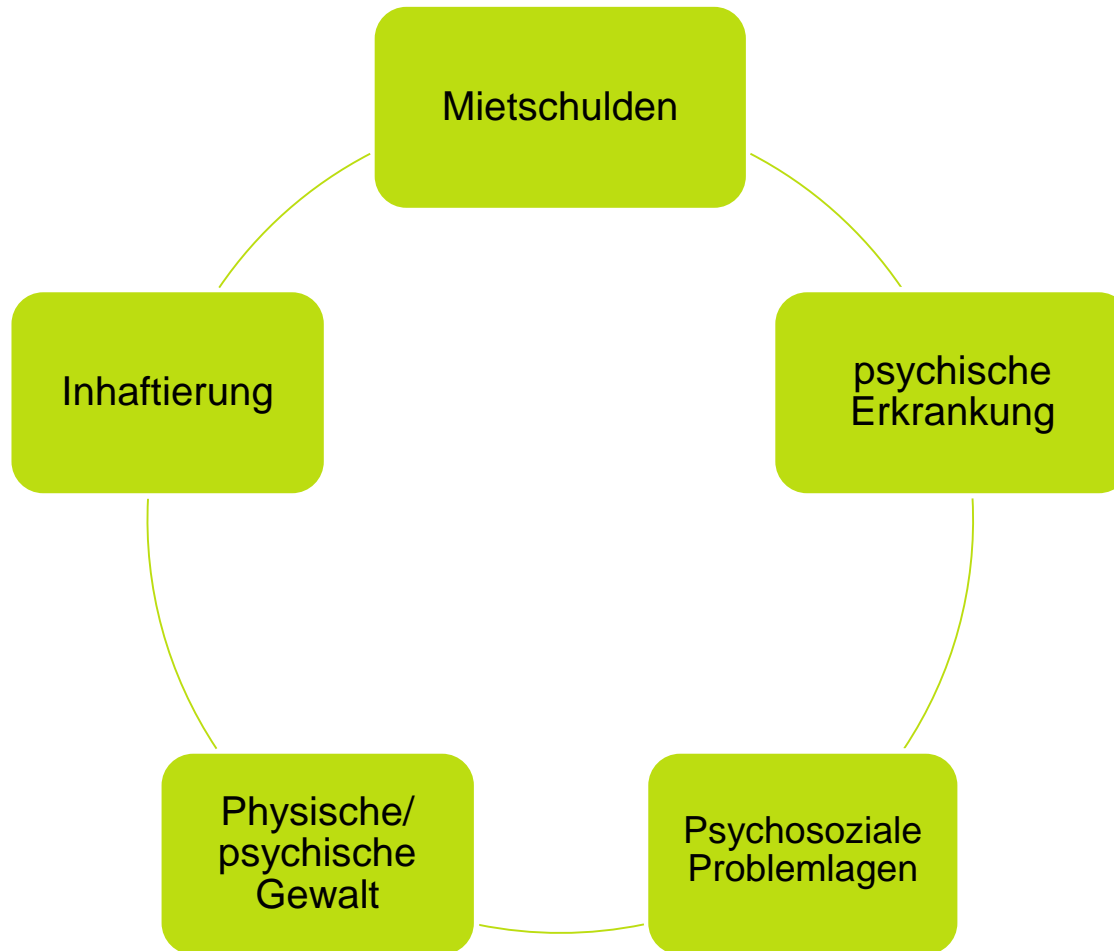 Mietschulden
psychische
Erkrankung
Psychosoziale
Problemlagen
Physische/
psychische
Gewalt
Inhaftierung